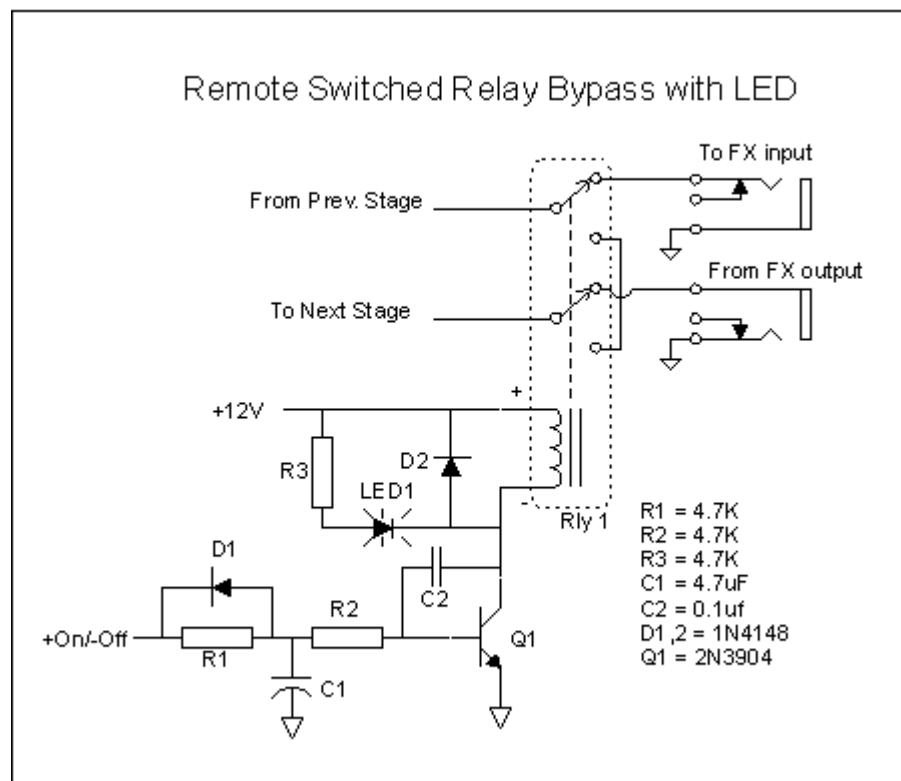 Remote Switched Relay Bypass with LED
To FX input
From Prev. Stage
From FX output
To Next Stage
+
+12V
R3
D2
LED1
-
Rly 1
D1
C2
R2
+On/-Off
R1
C1
Q1
R1 = 4.7K
R2 = 4.7K
R3 = 4.7K
C1 = 4.7uF
C2 = 0.1uf
D1,2 = 1N4148
Q1 = 2N3904